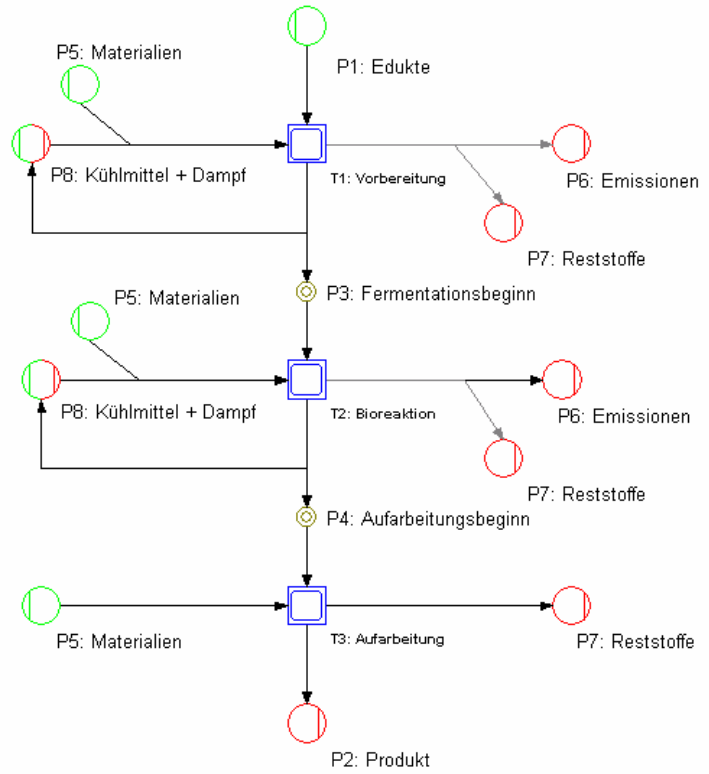 P5: Materialien
P1: Edukte
P8: Kühlmittel + Dampf
T1: Vorbereitung
P6: Emissionen
P7: Reststoffe
P5: Materialien
P3: Fermentationsbeginn
P8: Kühlmittel + Dampf
T2: Bioreaktion
P6: Emissionen
P7: Reststoffe
P4: Aufarbeitungsbeginn
P5: Materialien
T3: Aufarbeitung
P7: Reststoffe
P2: Produkt